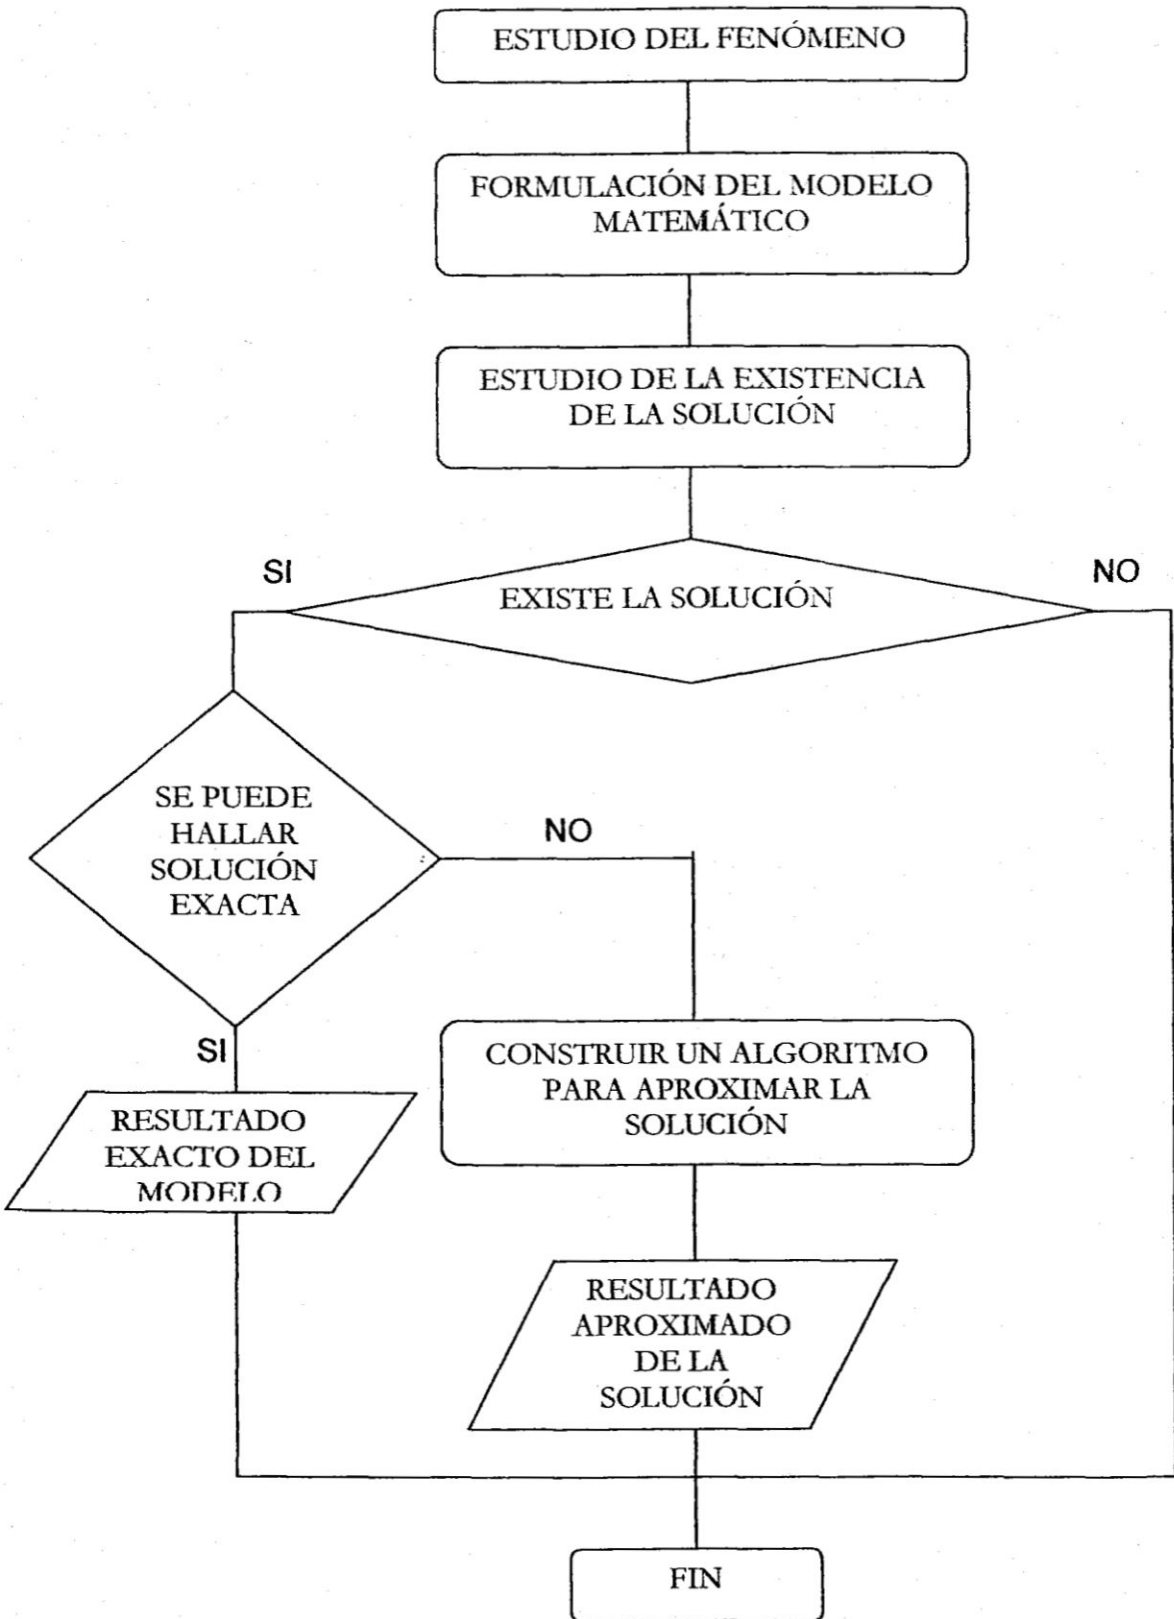 ESTUDIO DEL FENÓMENO
FORMULACIÓN DEL MODELO
MATEMÁTICO
ESTUDIO DE LA EXISTENCIA
DE LA SOLUCIÓN
SI
NO
EXISTE LA SOLUCIÓN
SE PUEDE
HALLAR
SOLUCIÓN
EXACTA
NO
SI
CONSTRUIR UN ALGORITMO
PARA APROXIMAR LA
SOLUCIÓN
RESULTADO
EXACTO DEL
MODELO
RESULTADO
APROXIMADO
DE LA
SOLUCIÓN
FIN